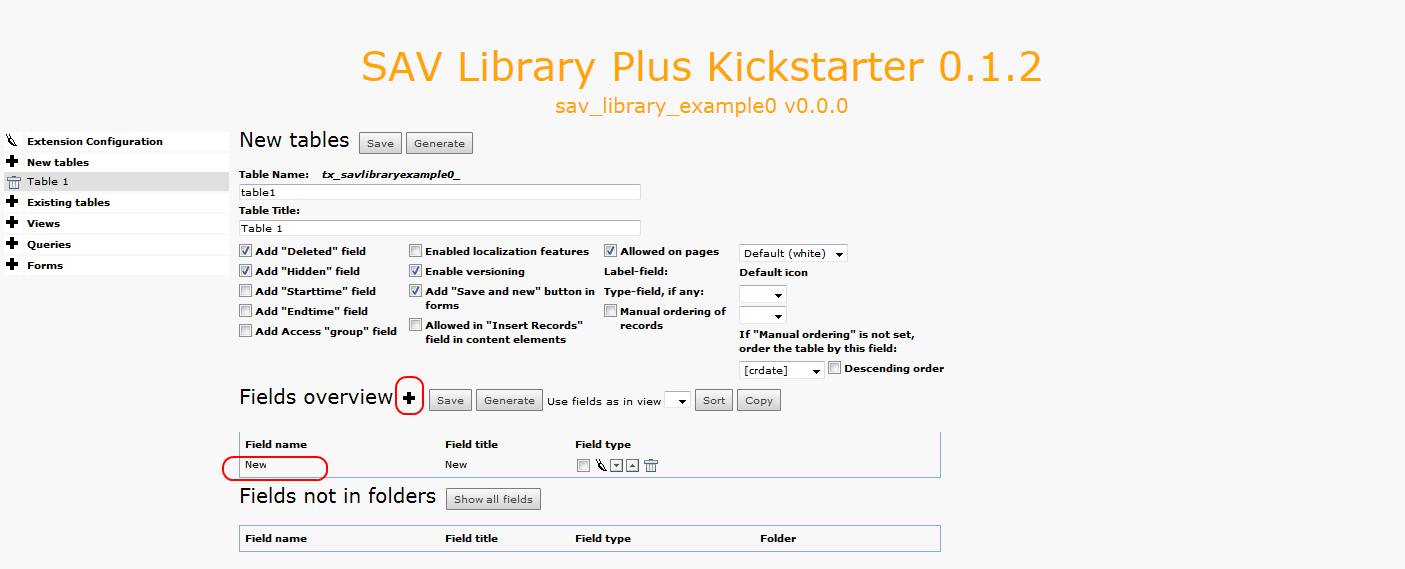 SAV Library Plus Kickstarter 0.1.2
sav_library_example0 v0.0.0
Extension Configuration
New tables
Table 1
Existing tables
Views
Queries
Forms
New tables Save Generate
Table Name: tx_savlibraryexample0_
table1
Table Title:
Table 1
Add "Deleted" field
Add "Hidden" field
Add "Starttime" field
Add "Endtime" field
Add Access "group" field
Enabled localization features
Enable versioning
Add "Save and new" button in
forms
Allowed in "Insert Records"
field in content elements
Allowed on pages
Label-field:
Type-field, if any:
Manual ordering of
records
Default (white)
Default icon
If "Manual ordering" is not set,
order the table by this field:
[crdate] Descending order
Fields overview Save Generate Use fields as in view Sort Copy
Field name Field title Field type
New New
Fields not in folders Show all fields
Field name Field title Field type Folder